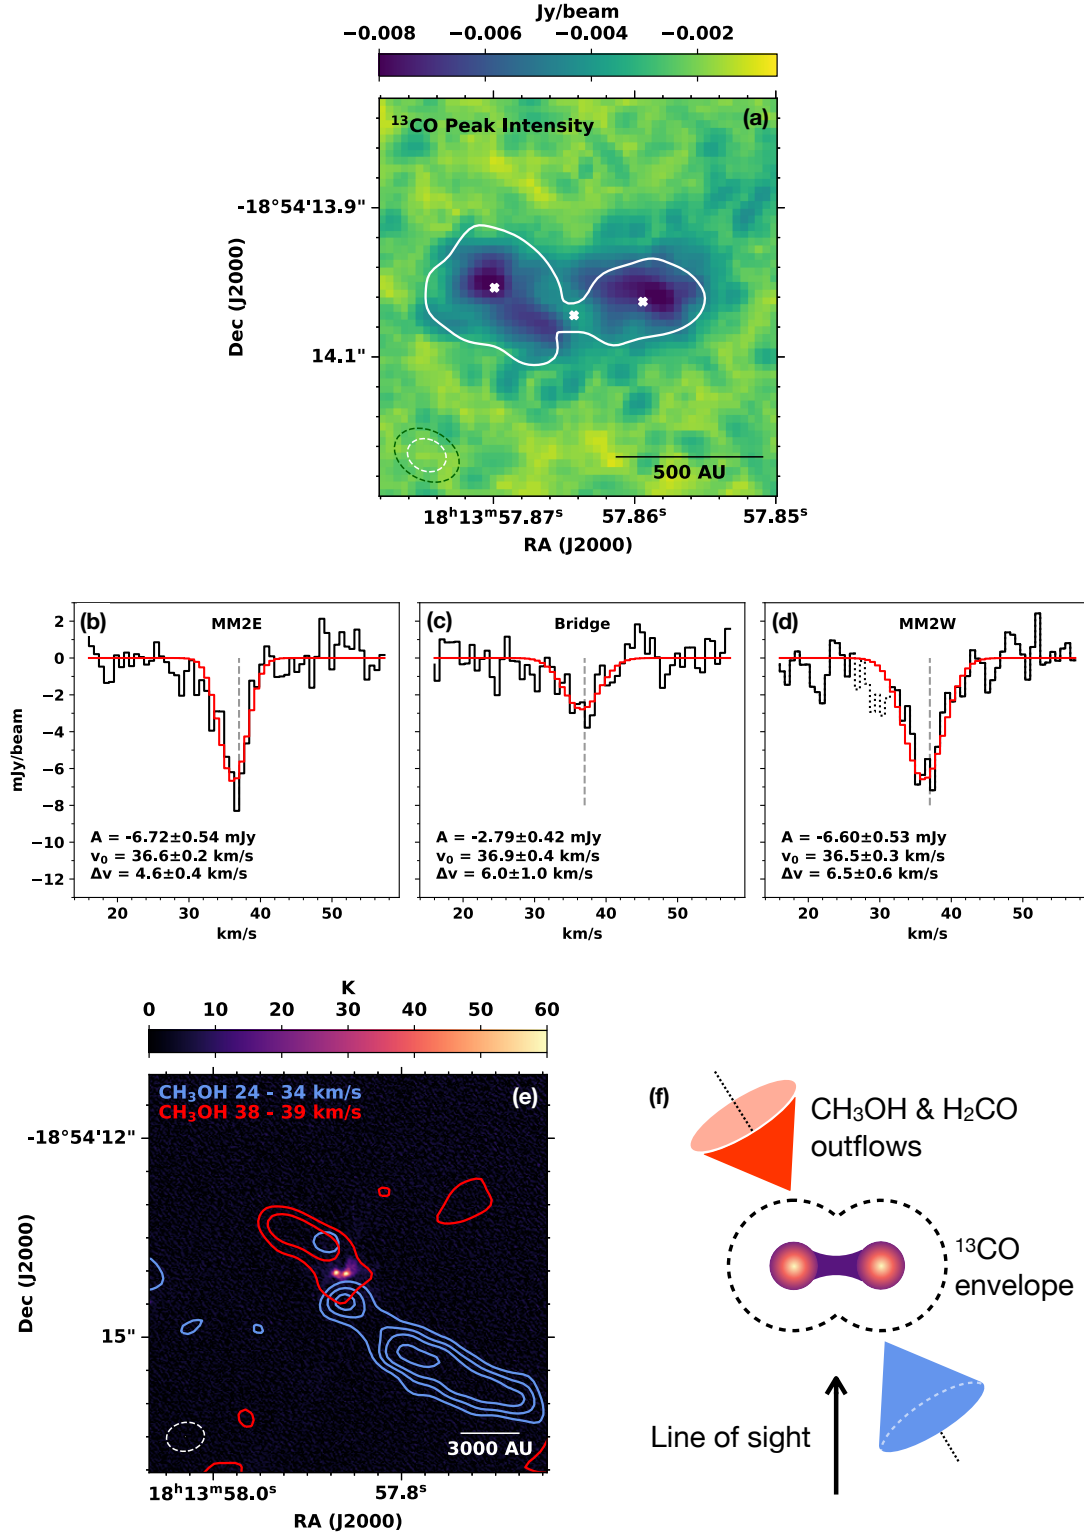 Jy/beam
−0.008 −0.006 −0.004 −0.002
¹³CO Peak Intensity
(a)
-18°54'13.9"
14.1"
Dec (J2000)
500 AU
18ʰ13ᵐ57.87ˢ 57.86ˢ 57.85ˢ
RA (J2000)
(b) MM2E
(c) Bridge
(d) MM2W
2
0
−2
−4
−6
−8
−10
−12
mJy/beam
A = -6.72±0.54 mJy
v₀ = 36.6±0.2 km/s
Δv = 4.6±0.4 km/s
A = -2.79±0.42 mJy
v₀ = 36.9±0.4 km/s
Δv = 6.0±1.0 km/s
A = -6.60±0.53 mJy
v₀ = 36.5±0.3 km/s
Δv = 6.5±0.6 km/s
20 30 40 50
20 30 40 50
20 30 40 50
km/s
km/s
km/s
K
0 10 20 30 40 50 60
CH₃OH 24 - 34 km/s
CH₃OH 38 - 39 km/s
(e)
-18°54'12"
15"
Dec (J2000)
3000 AU
18ʰ13ᵐ58.0ˢ 57.8ˢ
RA (J2000)
(f)
CH₃OH & H₂CO
outflows
¹³CO
envelope
Line of sight